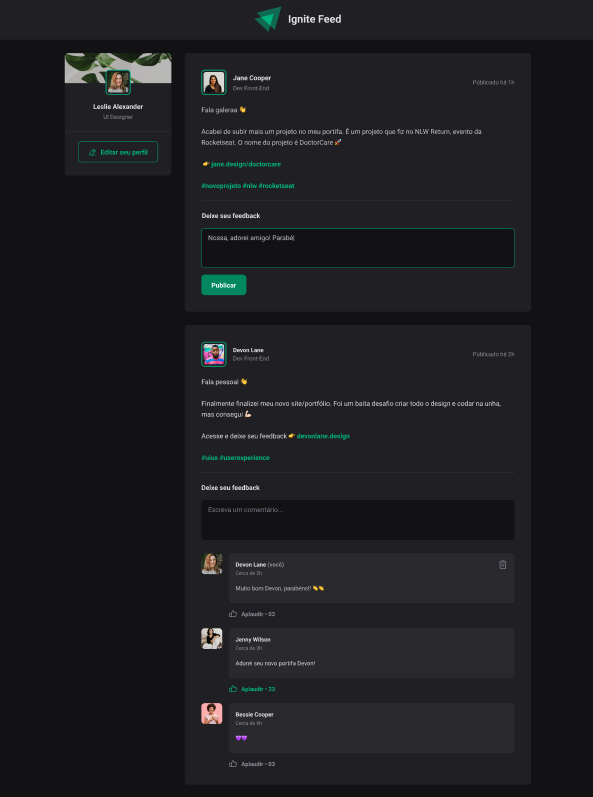 Ignite Feed
Leslie Alexander
UI Designer
Editar seu perfil
Jane Cooper
Dev Front-End
Públicado há 1h
Fala galeraa 👋
Acabei de subir mais um projeto no meu portifa. É um projeto que fiz no NLW Return, evento da
Rocketseat. O nome do projeto é DoctorCare 🚀
👉 jane.design/doctorcare
#novoprojeto #nlw #rocketseat
Deixe seu feedback
Nossa, adorei amigo! Parabé|
Publicar
Devon Lane
Dev Front-End
Públicado há 2h
Fala pessoal 👋
Finalmente finalizei meu novo site/portfólio. Foi um baita desafio criar todo o design e codar na unha,
mas consegui 💪🏻
Acesse e deixe seu feedback 👉 devonlane.design
#uiux #userexperience
Deixe seu feedback
Escreva um comentário...
Devon Lane (você)
Cerca de 2h
Muito bom Devon, parabéns!! 👏👏
Aplaudir • 03
Jenny Wilson
Cerca de 3h
Adorei seu novo portifa Devon!
Aplaudir • 33
Bessie Cooper
Cerca de 6h
💜💜
Aplaudir • 03